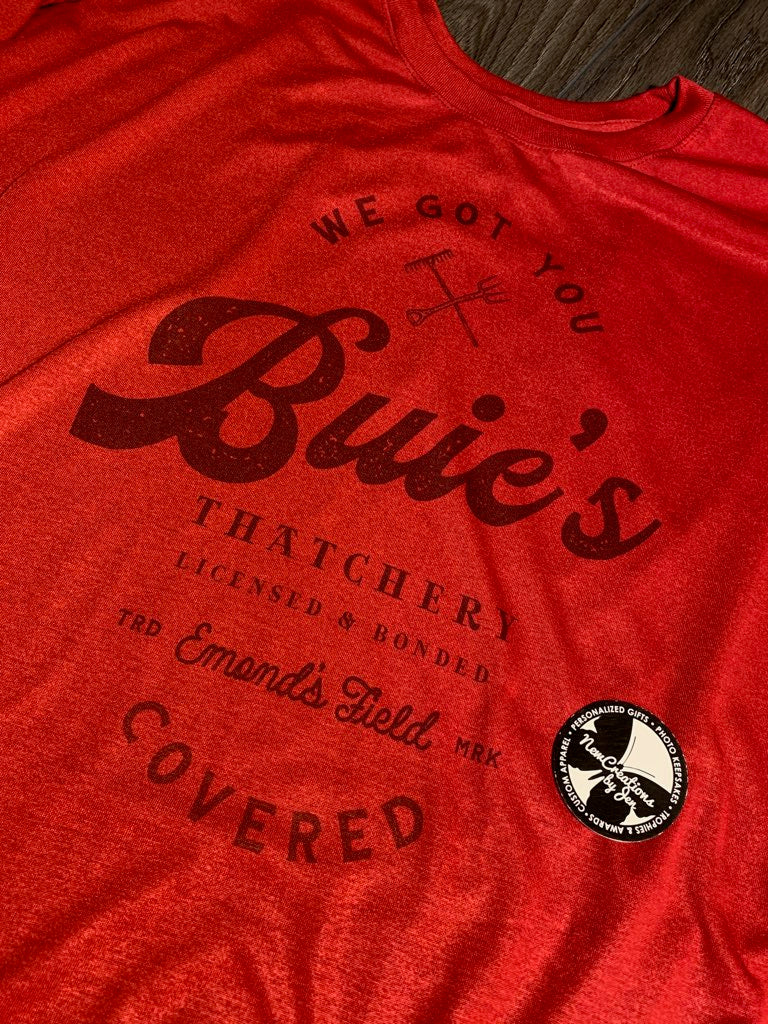 WE GOT YOU
Buie's
THATCHERY
LICENSED & BONDED
TRD Emond's Field MRK
COVERED
NewCreations
by Jen
CUSTOM APPAREL • PERSONALIZED GIFTS • PHOTO KEEPSAKES • TROPHIES & AWARDS •